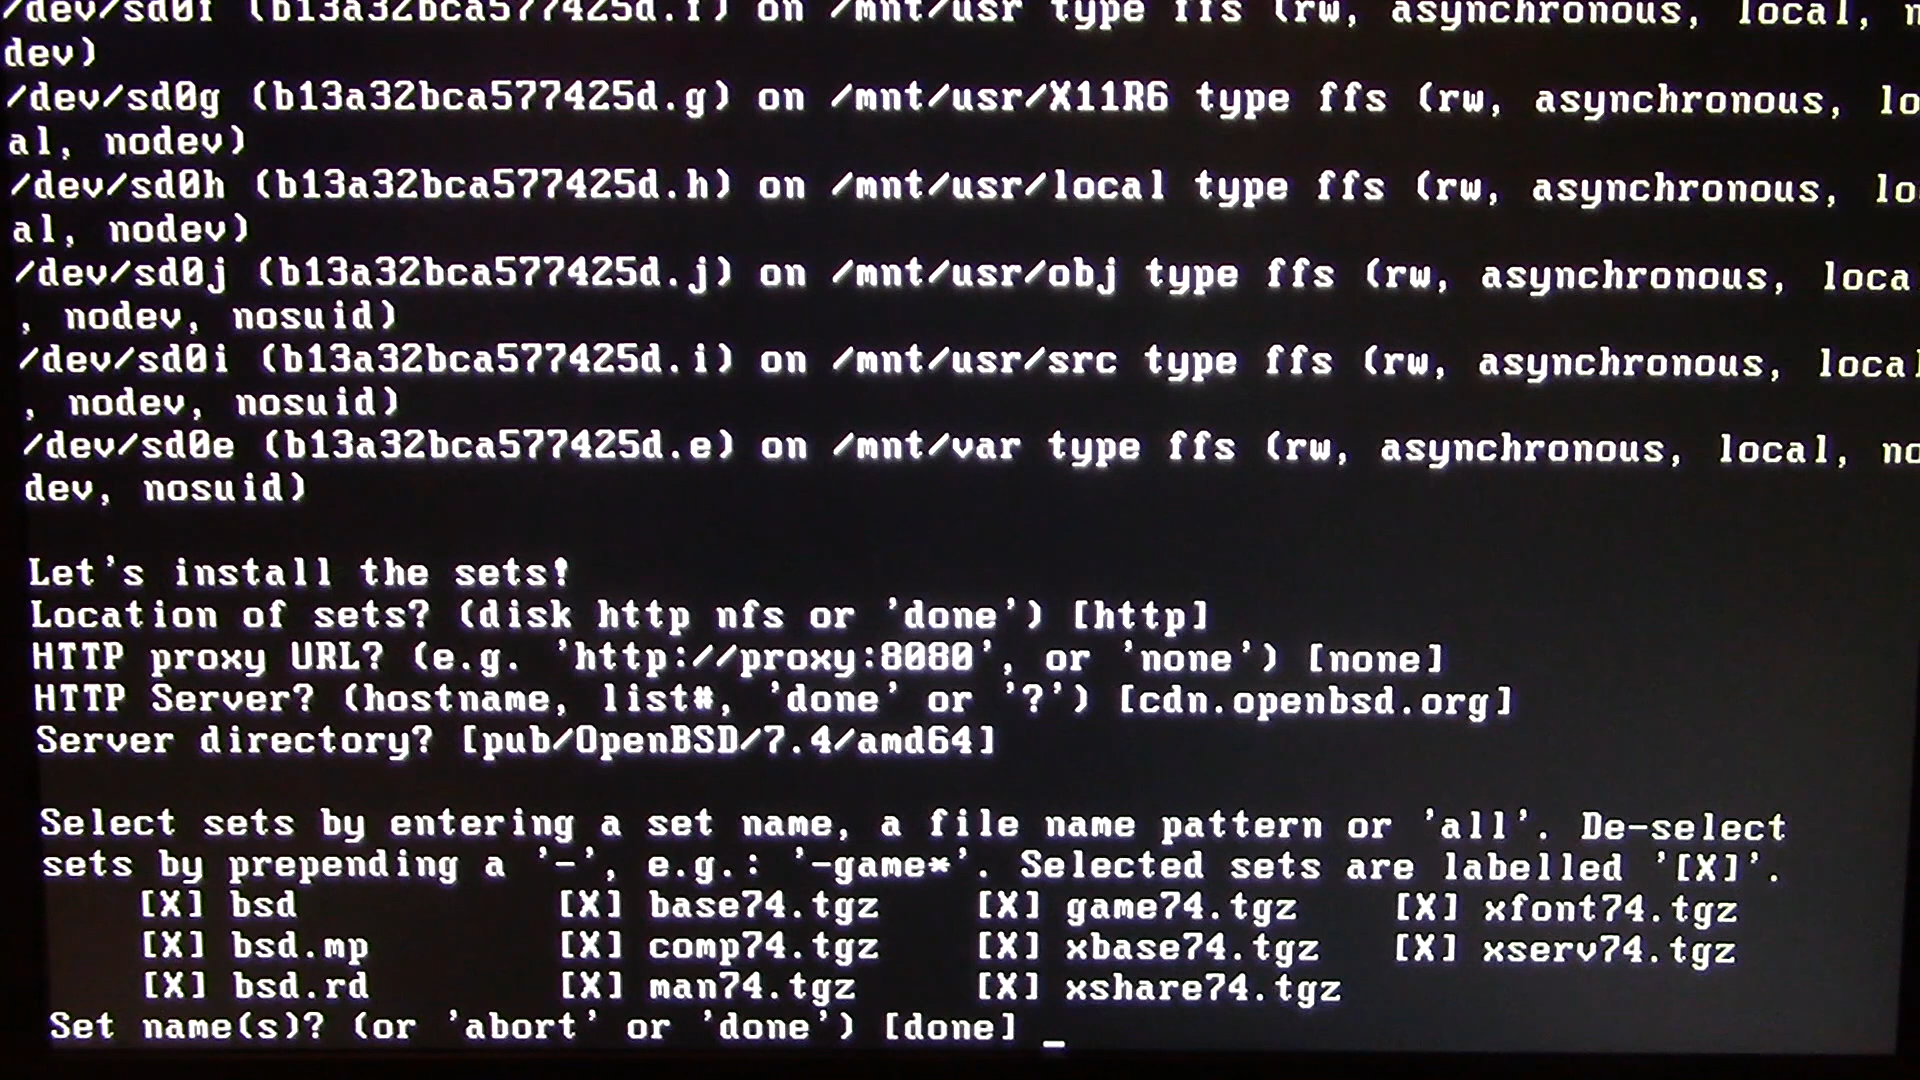 /dev/sd0f (b13a32bca577425d.f) on /mnt/usr type ffs (rw, asynchronous, local, n
dev)
/dev/sd0g (b13a32bca577425d.g) on /mnt/usr/X11R6 type ffs (rw, asynchronous, lo
al, nodev)
/dev/sd0h (b13a32bca577425d.h) on /mnt/usr/local type ffs (rw, asynchronous, lo
al, nodev)
/dev/sd0j (b13a32bca577425d.j) on /mnt/usr/obj type ffs (rw, asynchronous, loca
, nodev, nosuid)
/dev/sd0i (b13a32bca577425d.i) on /mnt/usr/src type ffs (rw, asynchronous, local
, nodev, nosuid)
/dev/sd0e (b13a32bca577425d.e) on /mnt/var type ffs (rw, asynchronous, local, no
dev, nosuid)
Let's install the sets!
Location of sets? (disk http nfs or 'done') [http]
HTTP proxy URL? (e.g. 'http://proxy:8080', or 'none') [none]
HTTP Server? (hostname, list#, 'done' or '?') [cdn.openbsd.org]
Server directory? [pub/OpenBSD/7.4/amd64]
Select sets by entering a set name, a file name pattern or 'all'. De-select
sets by prepending a '-', e.g.: '-game*'. Selected sets are labelled '[X]'.
[X] bsd [X] base74.tgz [X] game74.tgz [X] xfont74.tgz
[X] bsd.mp [X] comp74.tgz [X] xbase74.tgz [X] xserv74.tgz
[X] bsd.rd [X] man74.tgz [X] xshare74.tgz
Set name(s)? (or 'abort' or 'done') [done] _